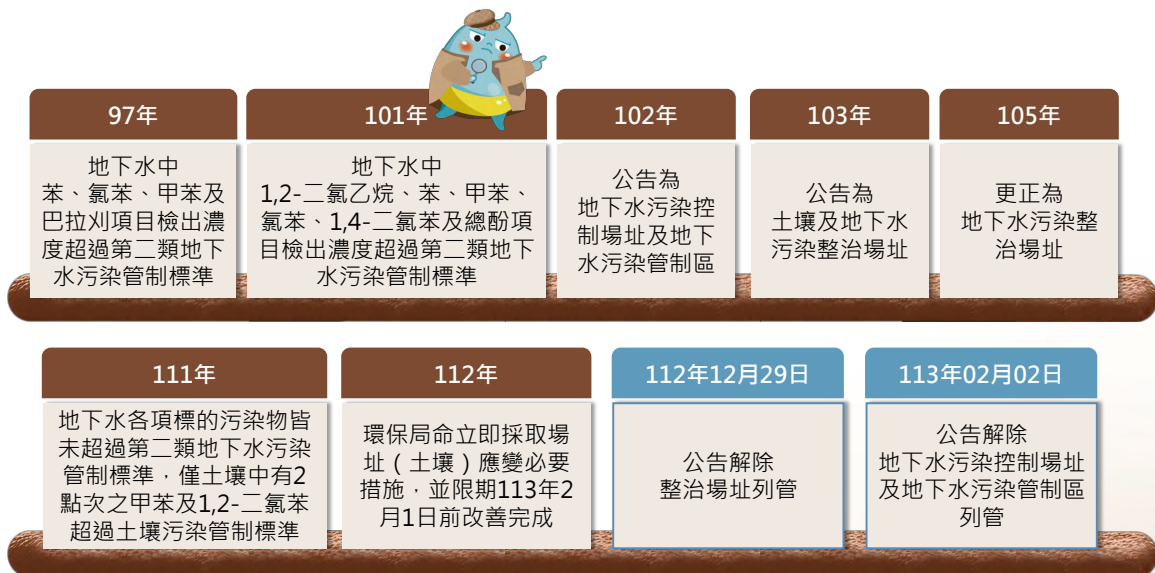 97年
地下水中
苯、氯苯、甲苯及
巴拉刈項目檢出濃
度超過第二類地下
水污染管制標準
101年
地下水中
1,2-二氯乙烷、苯、甲苯、
氯苯、1,4-二氯苯及總酚項
目檢出濃度超過第二類地下
水污染管制標準
102年
公告為
地下水污染控
制場址及地下
水污染管制區
103年
公告為
土壤及地下水
污染整治場址
105年
更正為
地下水污染整
治場址
111年
地下水各項標的污染物皆
未超過第二類地下水污染
管制標準，僅土壤中有2
點次之甲苯及1,2-二氯苯
超過土壤污染管制標準
112年
環保局命立即採取場
址（土壤）應變必要
措施，並限期113年2
月1日前改善完成
112年12月29日
公告解除
整治場址列管
113年02月02日
公告解除
地下水污染控制場址
及地下水污染管制區
列管